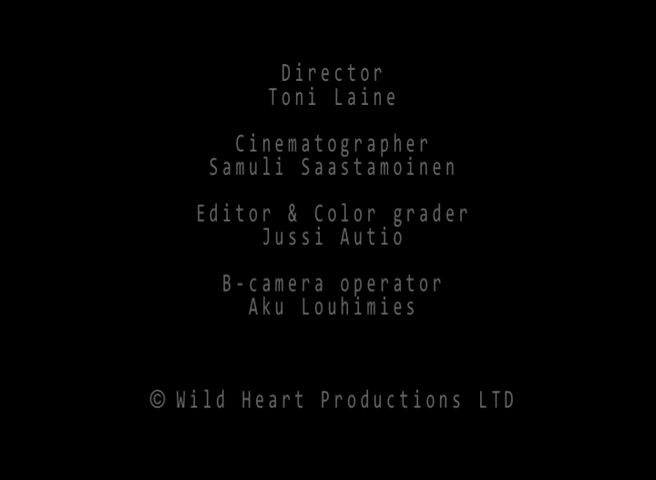 Director
Toni Laine
Cinematographer
Samuli Saastamoinen
Editor & Color grader
Jussi Autio
B-camera operator
Aku Louhimies
© Wild Heart Productions LTD